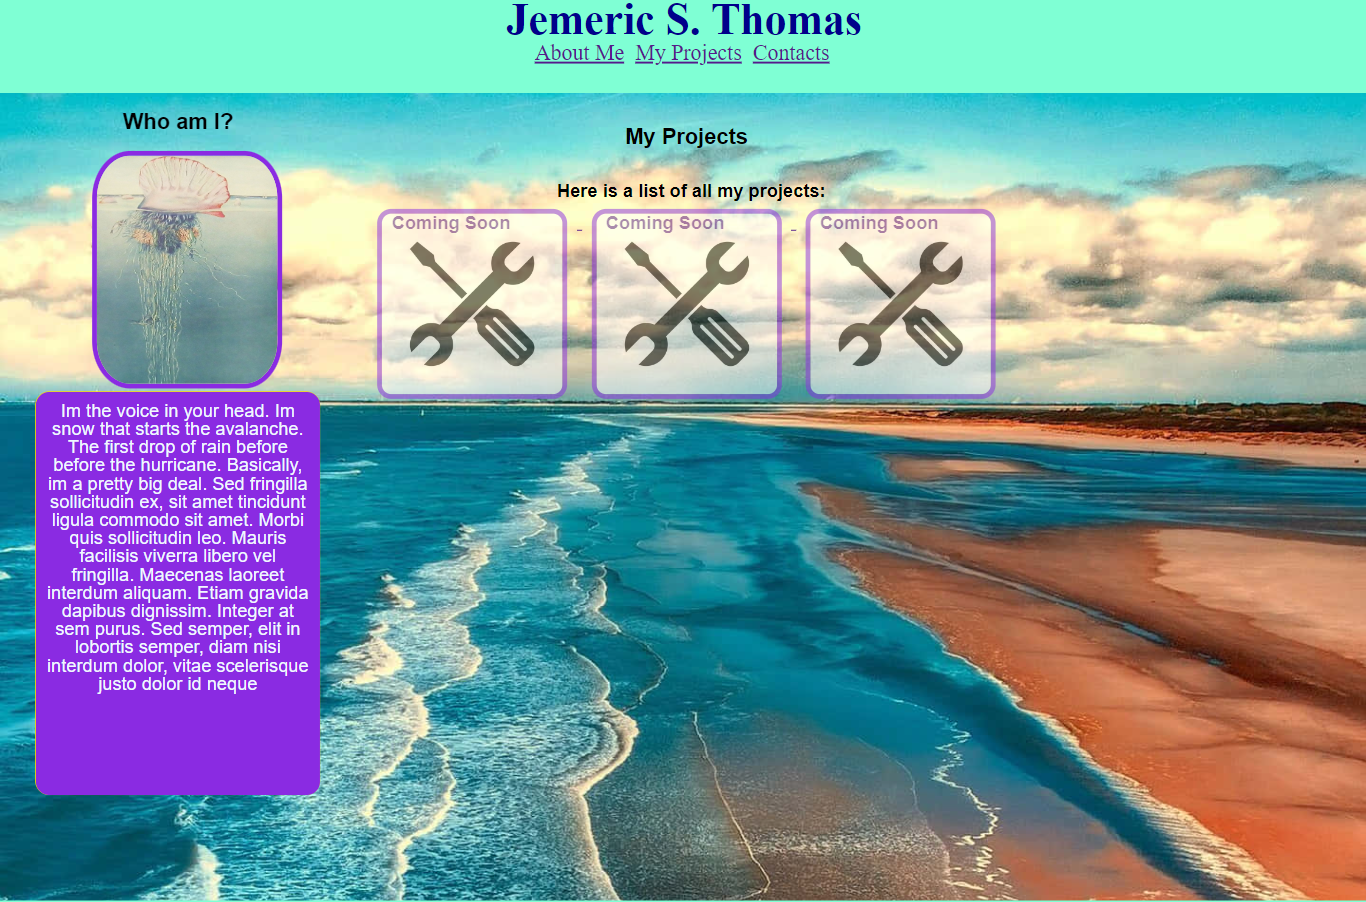 Jemeric S. Thomas
About Me My Projects Contacts
Who am I?
Im the voice in your head. Im
snow that starts the avalanche.
The first drop of rain before
before the hurricane. Basically,
im a pretty big deal. Sed fringilla
sollicitudin ex, sit amet tincidunt
ligula commodo sit amet. Morbi
quis sollicitudin leo. Mauris
facilisis viverra libero vel
fringilla. Maecenas laoreet
interdum aliquam. Etiam gravida
dapibus dignissim. Integer at
sem purus. Sed semper, elit in
lobortis semper, diam nisi
interdum dolor, vitae scelerisque
justo dolor id neque
My Projects
Here is a list of all my projects:
Coming Soon
Coming Soon
Coming Soon